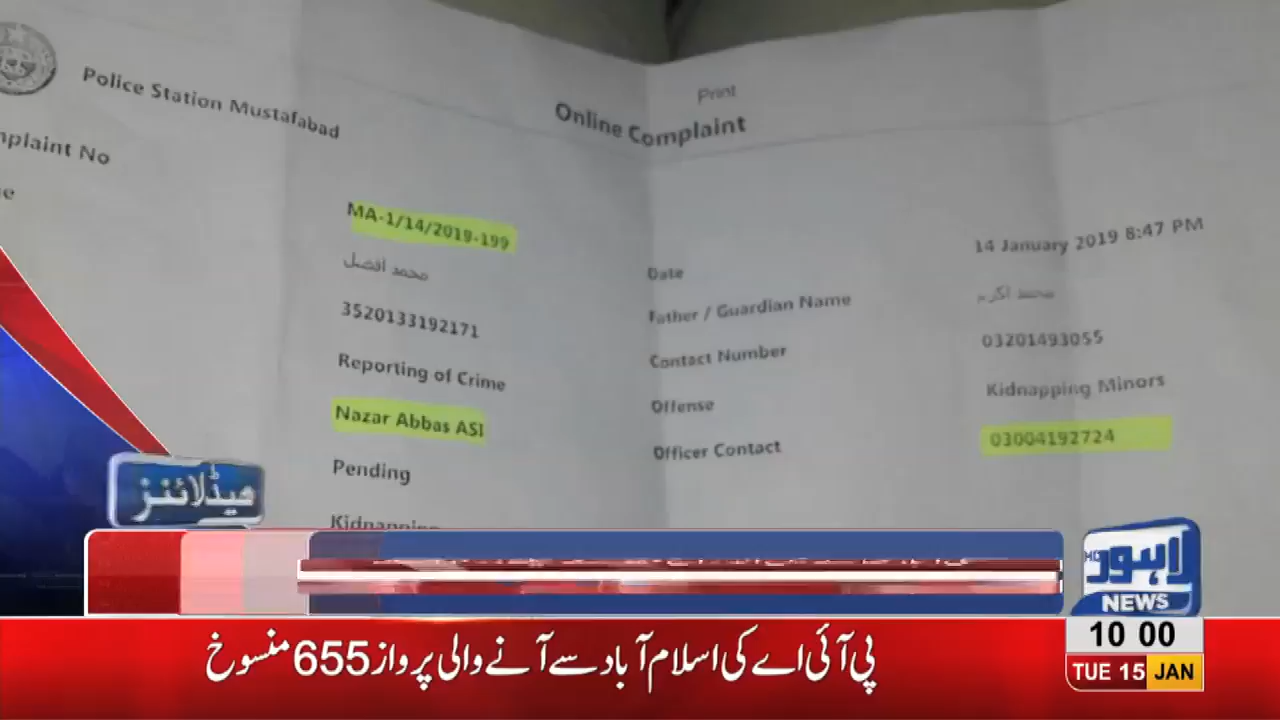 Print
Online Complaint
Police Station Mustafabad
mplaint No
MA-1/14/2019-199
Date
14 January 2019 8:47 PM
محمد افضل
Father / Guardian Name
محمد اکرم
3520133192171
Contact Number
03201493055
Reporting of Crime
Offense
Kidnapping Minors
Nazar Abbas ASI
Officer Contact
03004192724
Pending
Kidnapping
ہیڈلائنز
لاہور
NEWS
10 00
TUE 15 JAN
پی آئی اے کی اسلام آباد سے آنے والی پرواز 655 منسوخ